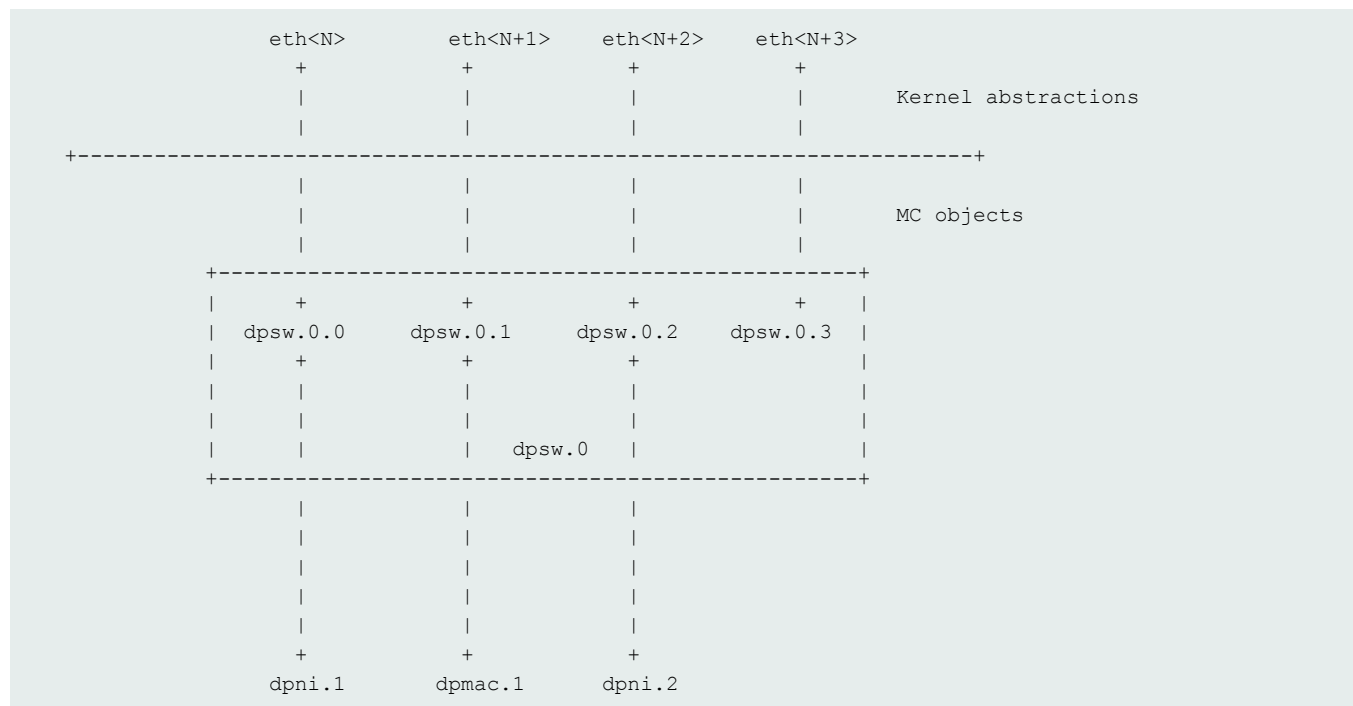 eth<N> eth<N+1> eth<N+2> eth<N+3>
+ + + +
| | | | Kernel abstractions
| | | |
+----------------------------------------------------------------------+
| | | |
| | | | MC objects
| | | |
+--------------------------------------------------+
| + + + + |
| dpsw.0.0 dpsw.0.1 dpsw.0.2 dpsw.0.3 |
| + + + |
| | | | |
| | | | |
| | | dpsw.0 | |
+--------------------------------------------------+
| | |
| | |
| | |
| | |
| | |
+ + +
dpni.1 dpmac.1 dpni.2